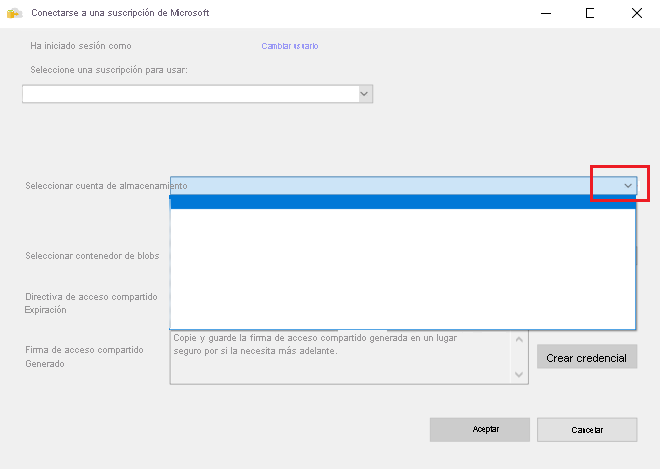 Conectarse a una suscripción de Microsoft
Ha iniciado sesión como Cambiar usuario
Seleccione una suscripción para usar:
Seleccionar cuenta de almacenamiento
Seleccionar contenedor de blobs
Directiva de acceso compartido
Expiración
Copie y guarde la firma de acceso compartido generada en un lugar
seguro por si la necesita más adelante.
Firma de acceso compartido
Generado
Crear credencial
Aceptar Cancelar